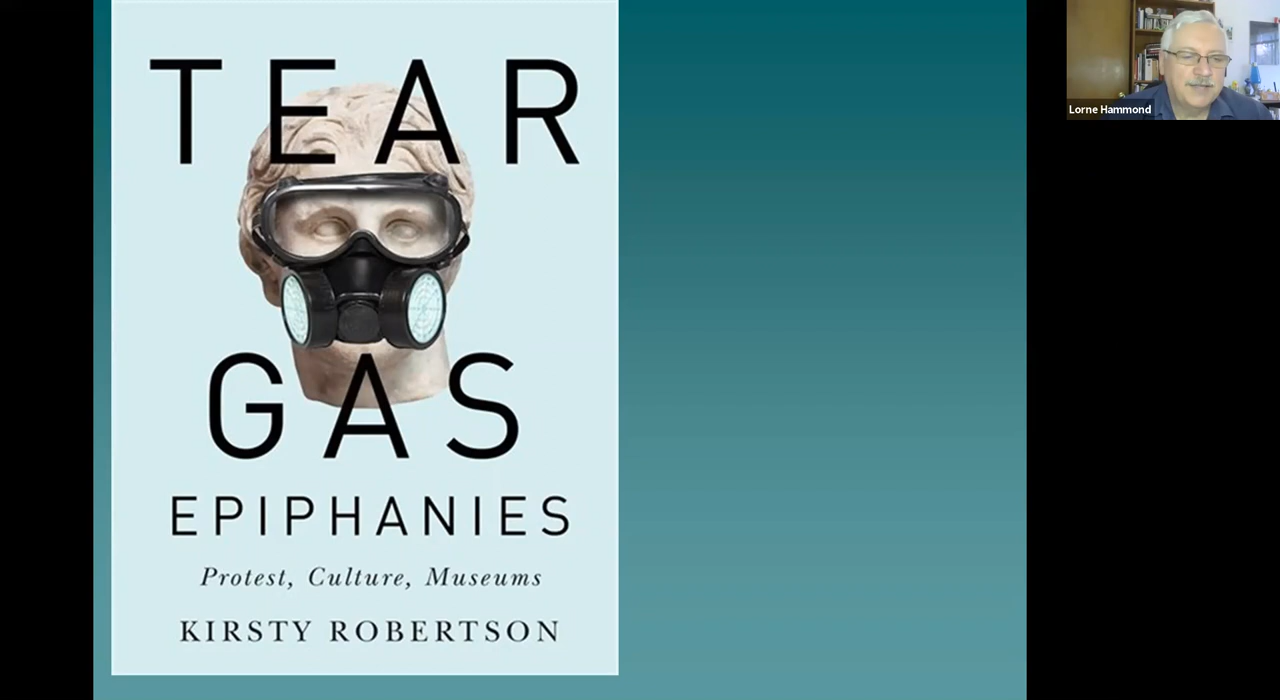 TEAR
GAS
EPIPHANIES
Protest, Culture, Museums
KIRSTY ROBERTSON
Lorne Hammond